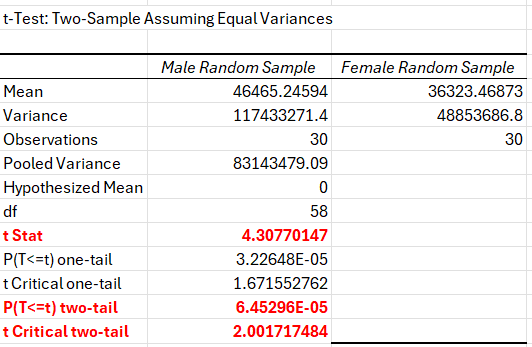 t-Test: Two-Sample Assuming Equal Variances
Male Random Sample Female Random Sample
Mean 46465.24594 36323.46873
Variance 117433271.4 48853686.8
Observations 30 30
Pooled Variance 83143479.09
Hypothesized Mean 0
df 58
t Stat 4.30770147
P(T<=t) one-tail 3.22648E-05
t Critical one-tail 1.671552762
P(T<=t) two-tail 6.45296E-05
t Critical two-tail 2.001717484